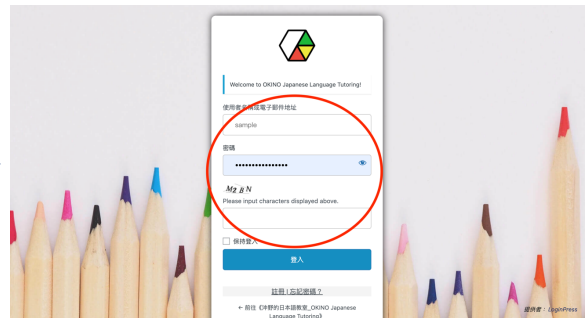 Welcome to OKINO Japanese Language Tutoring!
使用者名稱或電子郵件地址
sample
密碼
••••••••••••••••
Mz B N
Please input characters displayed above.
保持登入
登入
註冊 | 忘記密碼？
← 前往《沖野的日本語教室_OKINO Japanese
Language Tutoring》
提供者： LoginPress